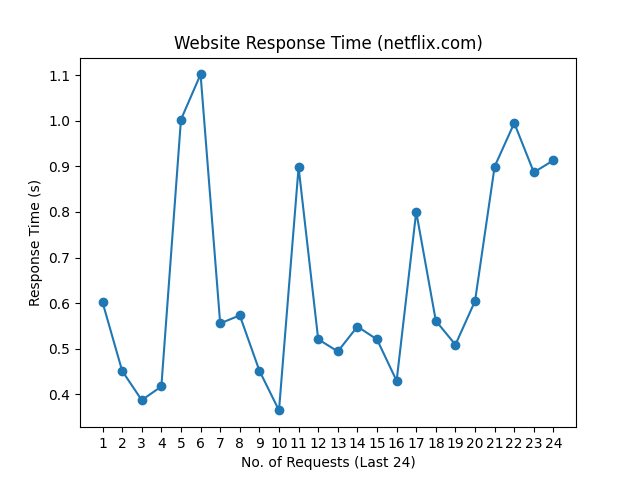 Website Response Time (netflix.com)
1.1
1.0
0.9
0.8
0.7
0.6
0.5
0.4
Response Time (s)
1 2 3 4 5 6 7 8 9 10 11 12 13 14 15 16 17 18 19 20 21 22 23 24
No. of Requests (Last 24)